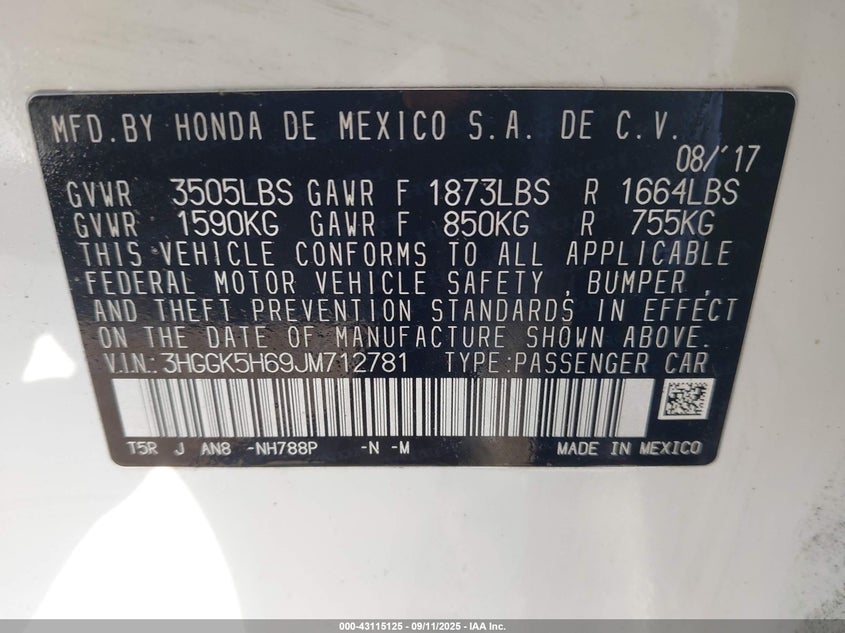 MFD.BY HONDA DE MEXICO S.A. DE C.V.
08/'17
GVWR 3505LBS GAWR F 1873LBS R 1664LBS
GVWR 1590KG GAWR F 850KG R 755KG
THIS VEHICLE CONFORMS TO ALL APPLICABLE
FEDERAL MOTOR VEHICLE SAFETY, BUMPER,
AND THEFT PREVENTION STANDARDS IN EFFECT
ON THE DATE OF MANUFACTURE SHOWN ABOVE.
V.I.N.: 3HGGK5H69JM712781 TYPE:PASSENGER CAR
T5R J AN8 -NH788P -N -M MADE IN MEXICO
000-43115125 - 09/11/2025 - IAA Inc.